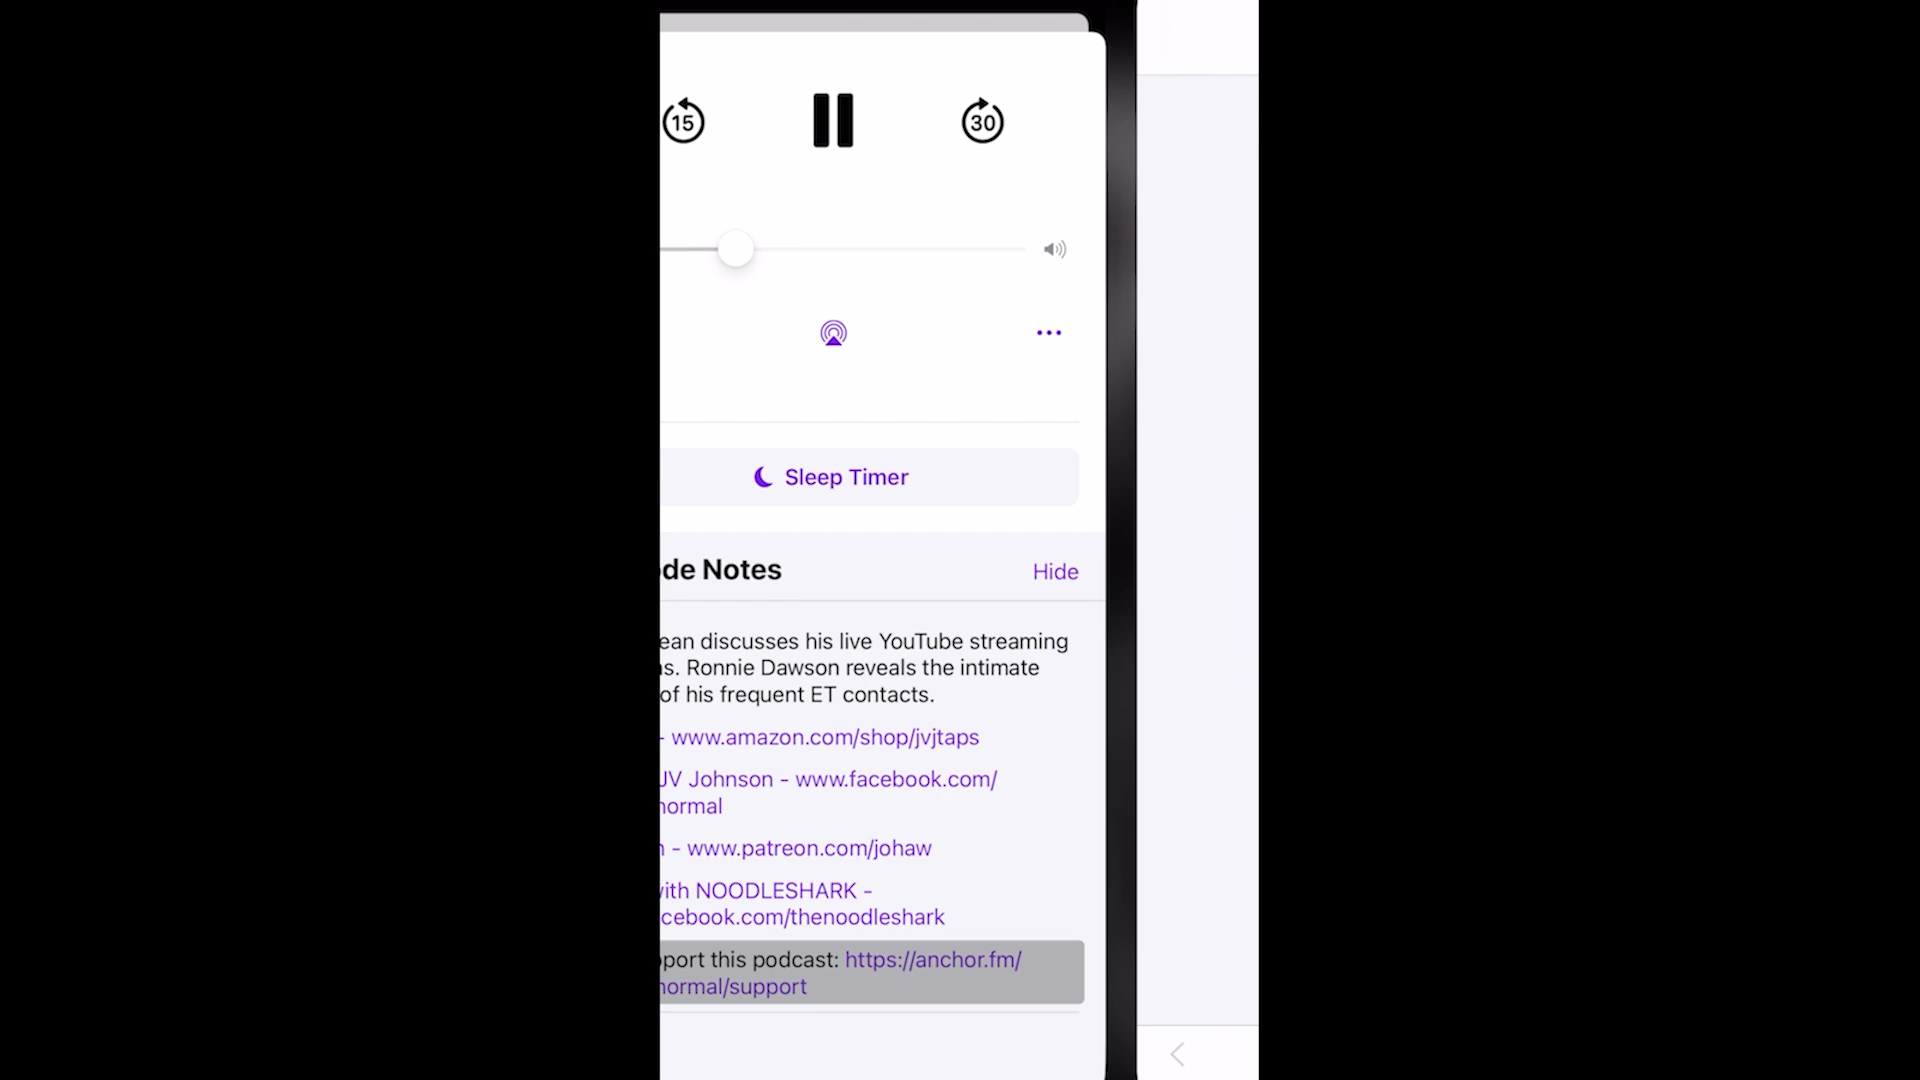 15
30
Sleep Timer
de Notes
Hide
ean discusses his live YouTube streaming
s. Ronnie Dawson reveals the intimate
of his frequent ET contacts.
- www.amazon.com/shop/jvjtaps
JV Johnson - www.facebook.com/
normal
- www.patreon.com/johaw
with NOODLESHARK -
cebook.com/thenoodleshark
pport this podcast: https://anchor.fm/
normal/support